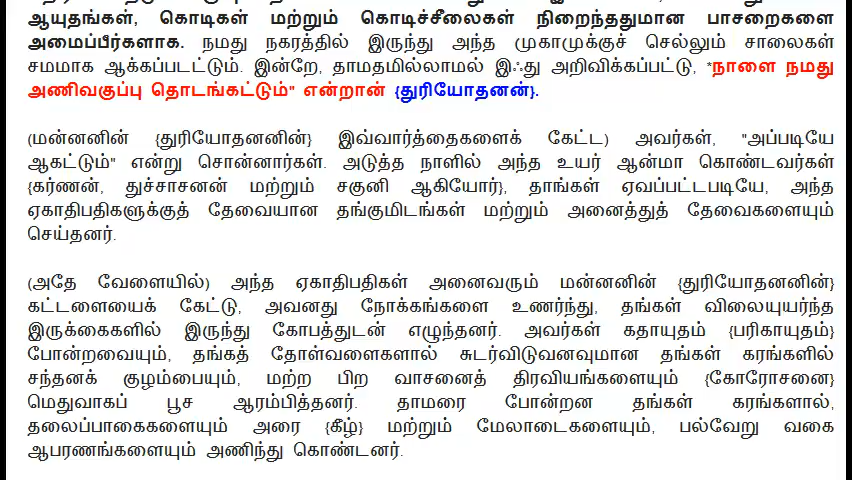 ஆயுதங்கள், கொடிகள் மற்றும் கொடிச்சீலைகள் நிறைந்ததுமான பாசறைகளை
அமைப்பீர்களாக. நமது நகரத்தில் இருந்து அந்த முகாமுக்குச் செல்லும் சாலைகள்
சமமாக ஆக்கப்படட்டும். இன்றே, தாமதமில்லாமல் இஃது அறிவிக்கப்பட்டு, *நாளை நமது
அணிவகுப்பு தொடங்கட்டும்" என்றான் {துரியோதனன்}.
(மன்னனின் {துரியோதனனின்} இவ்வார்த்தைகளைக் கேட்ட) அவர்கள், "அப்படியே
ஆகட்டும்" என்று சொன்னார்கள். அடுத்த நாளில் அந்த உயர் ஆன்மா கொண்டவர்கள்
{கர்ணன், துச்சாசனன் மற்றும் சகுனி ஆகியோர்}, தாங்கள் ஏவப்பட்டபடியே, அந்த
ஏகாதிபதிகளுக்குத் தேவையான தங்குமிடங்கள் மற்றும் அனைத்துத் தேவைகளையும்
செய்தனர்.
(அதே வேளையில்) அந்த ஏகாதிபதிகள் அனைவரும் மன்னனின் {துரியோதனனின்}
கட்டளையைக் கேட்டு, அவனது நோக்கங்களை உணர்ந்து, தங்கள் விலையுயர்ந்த
இருக்கைகளில் இருந்து கோபத்துடன் எழுந்தனர். அவர்கள் கதாயுதம் {பரிகாயுதம்}
போன்றவையும், தங்கத் தோள்வளைகளால் சுடர்விடுவனவுமான தங்கள் கரங்களில்
சந்தனக் குழம்பையும், மற்ற பிற வாசனைத் திரவியங்களையும் {கோரோசனை}
மெதுவாகப் பூச ஆரம்பித்தனர். தாமரை போன்றன தங்கள் கரங்களால்,
தலைப்பாகைகளையும் அரை {கீழ்} மற்றும் மேலாடைகளையும், பல்வேறு வகை
ஆபரணங்களையும் அணிந்து கொண்டனர்.